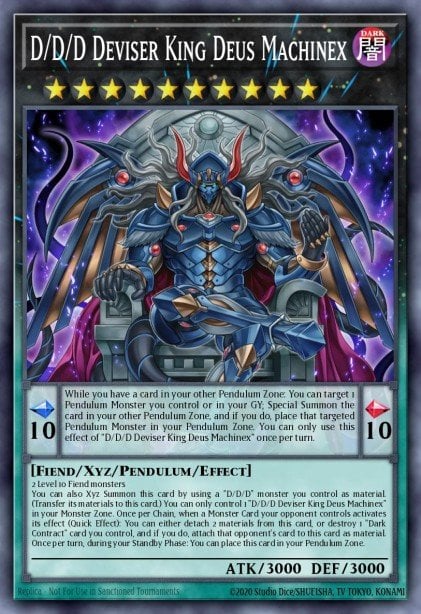 D/D/D Deviser King Deus Machinex
DARK
闇
While you have a card in your other Pendulum Zone: You can target 1
Pendulum Monster you control or in your GY; Special Summon the
card in your other Pendulum Zone, and if you do, place that targeted
Pendulum Monster in your Pendulum Zone. You can only use this
effect of "D/D/D Deviser King Deus Machinex" once per turn.
10
10
[Fiend/Xyz/Pendulum/Effect]
2 Level 10 Fiend monsters
You can also Xyz Summon this card by using a "D/D/D" monster you control as material.
(Transfer its materials to this card.) You can only control 1 "D/D/D Deviser King Deus Machinex"
in your Monster Zone. Once per Chain, when a Monster Card your opponent controls activates
its effect (Quick Effect): You can either detach 2 materials from this card, or destroy 1 "Dark
Contract" card you control, and if you do, attach that opponent's card to this card as material.
Once per turn, during your Standby Phase: You can place this card in your Pendulum Zone.
ATK/3000 DEF/3000
Replica - Not For Use in Sanctioned Tournaments
©2020 Studio Dice/SHUEISHA, TV TOKYO, KONAMI